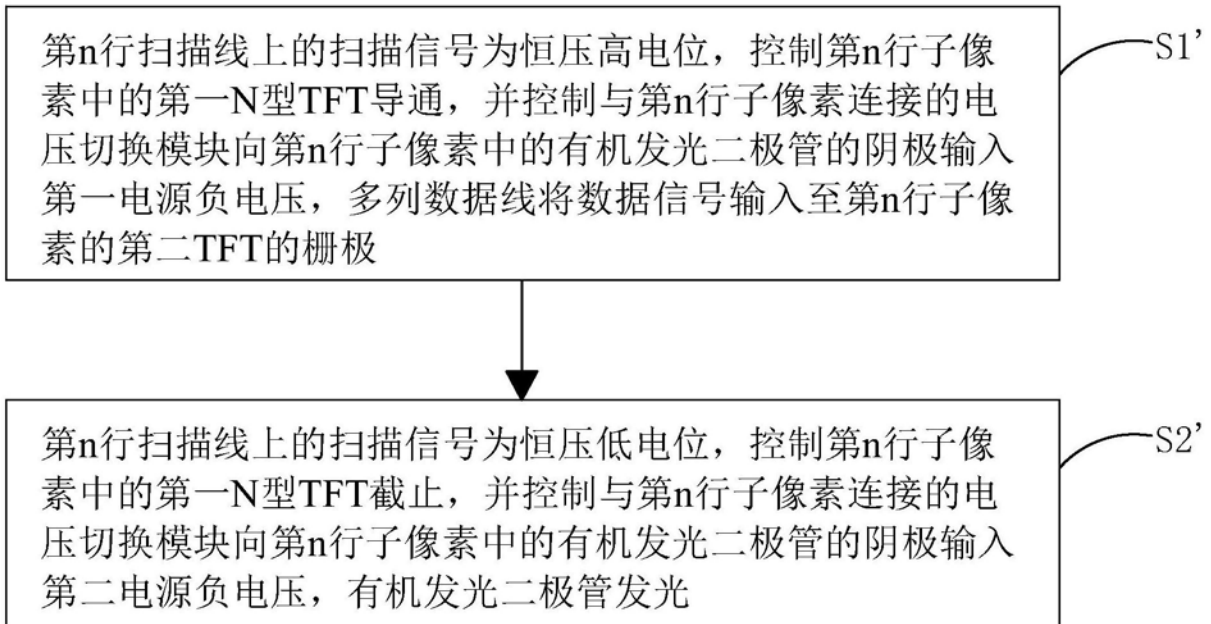 第n行扫描线上的扫描信号为恒压高电位，控制第n行子像
素中的第一N型TFT导通，并控制与第n行子像素连接的电
压切换模块向第n行子像素中的有机发光二极管的阴极输入
第一电源负电压，多列数据线将数据信号输入至第n行子像
素的第二TFT的栅极
S1'
第n行扫描线上的扫描信号为恒压低电位，控制第n行子像
素中的第一N型TFT截止，并控制与第n行子像素连接的电
压切换模块向第n行子像素中的有机发光二极管的阴极输入
第二电源负电压，有机发光二极管发光
S2'